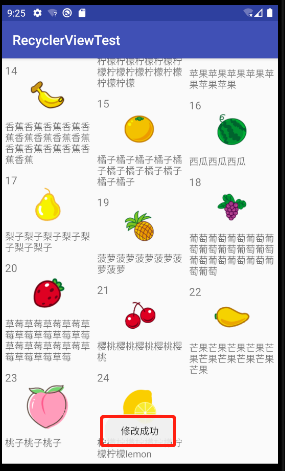 9:25
RecyclerViewTest
柠檬柠檬柠檬柠檬
柠檬柠檬柠檬柠檬
柠檬柠檬柠檬
苹果苹果苹果苹果苹
果苹果苹果
14
香蕉香蕉香蕉香蕉香
蕉香蕉香蕉香蕉香蕉
香蕉香蕉香蕉香蕉香
蕉香蕉
15
橘子橘子橘子橘子橘
子橘子橘子橘子橘子
橘子橘子
16
西瓜西瓜西瓜
17
梨子梨子梨子梨子梨
子梨子梨子
18
葡萄葡萄葡萄葡萄葡
萄葡萄葡萄葡萄葡萄
葡萄葡萄葡萄葡萄葡
萄葡萄
19
菠萝菠萝菠萝菠萝菠
萝菠萝
20
草莓草莓草莓草莓草
莓草莓草莓草莓草莓
草莓草莓草莓草莓草
莓草莓草莓草莓
21
樱桃樱桃樱桃樱桃樱
桃
22
芒果芒果芒果芒果芒
果芒果芒果芒果芒果
芒果
23
桃子桃子桃子
24
修改成功
柠檬柠檬lemon